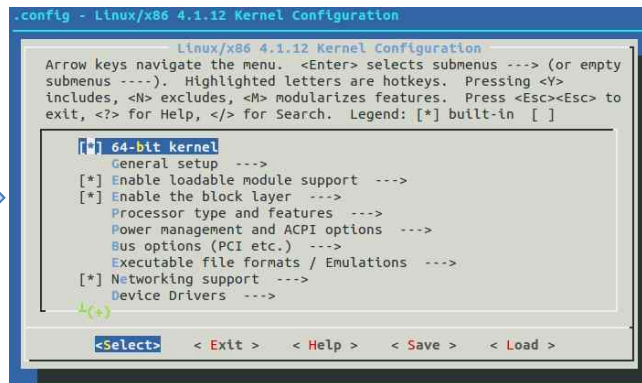 .config - Linux/x86 4.1.12 Kernel Configuration
Linux/x86 4.1.12 Kernel Configuration
Arrow keys navigate the menu.  <Enter> selects submenus ---> (or empty
submenus ----).  Highlighted letters are hotkeys.  Pressing <Y>
includes, <N> excludes, <M> modularizes features.  Press <Esc><Esc> to
exit, <?> for Help, </> for Search.  Legend: [*] built-in  [ ]
[*] 64-bit kernel
General setup  --->
[*] Enable loadable module support  --->
[*] Enable the block layer  --->
Processor type and features  --->
Power management and ACPI options  --->
Bus options (PCI etc.)  --->
Executable file formats / Emulations  --->
[*] Networking support  --->
Device Drivers  --->
┴(+)
<Select>    < Exit >    < Help >    < Save >    < Load >